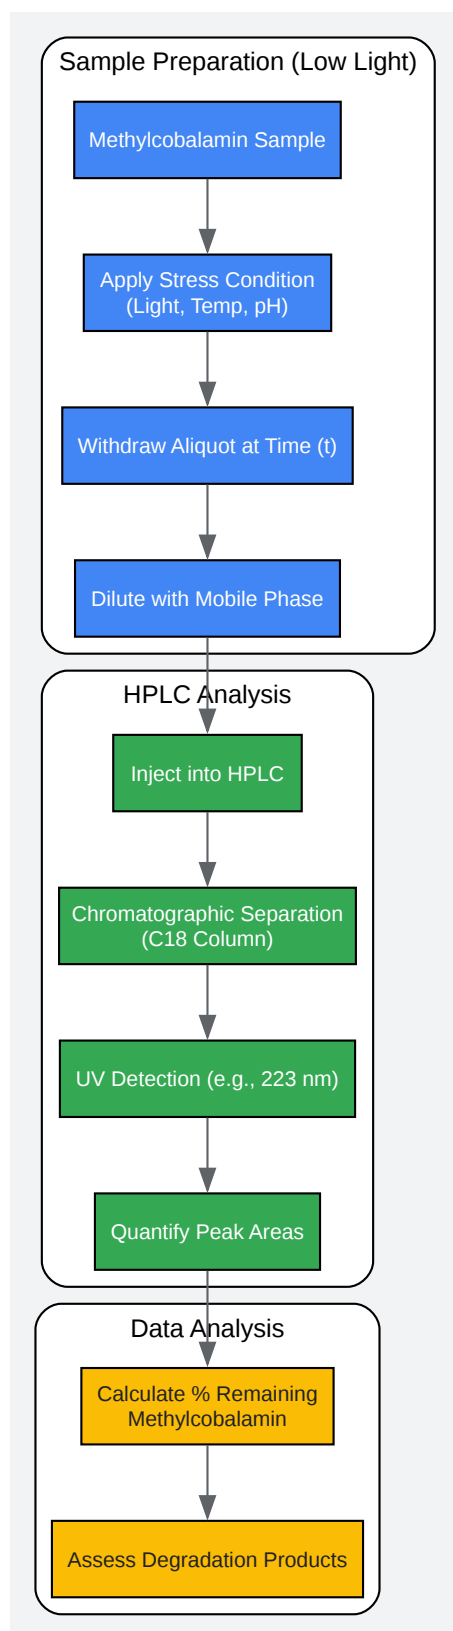 Sample Preparation (Low Light)
Methylcobalamin Sample
Apply Stress Condition
(Light, Temp, pH)
Withdraw Aliquot at Time (t)
Dilute with Mobile Phase
HPLC Analysis
Inject into HPLC
Chromatographic Separation
(C18 Column)
UV Detection (e.g., 223 nm)
Quantify Peak Areas
Data Analysis
Calculate % Remaining
Methylcobalamin
Assess Degradation Products